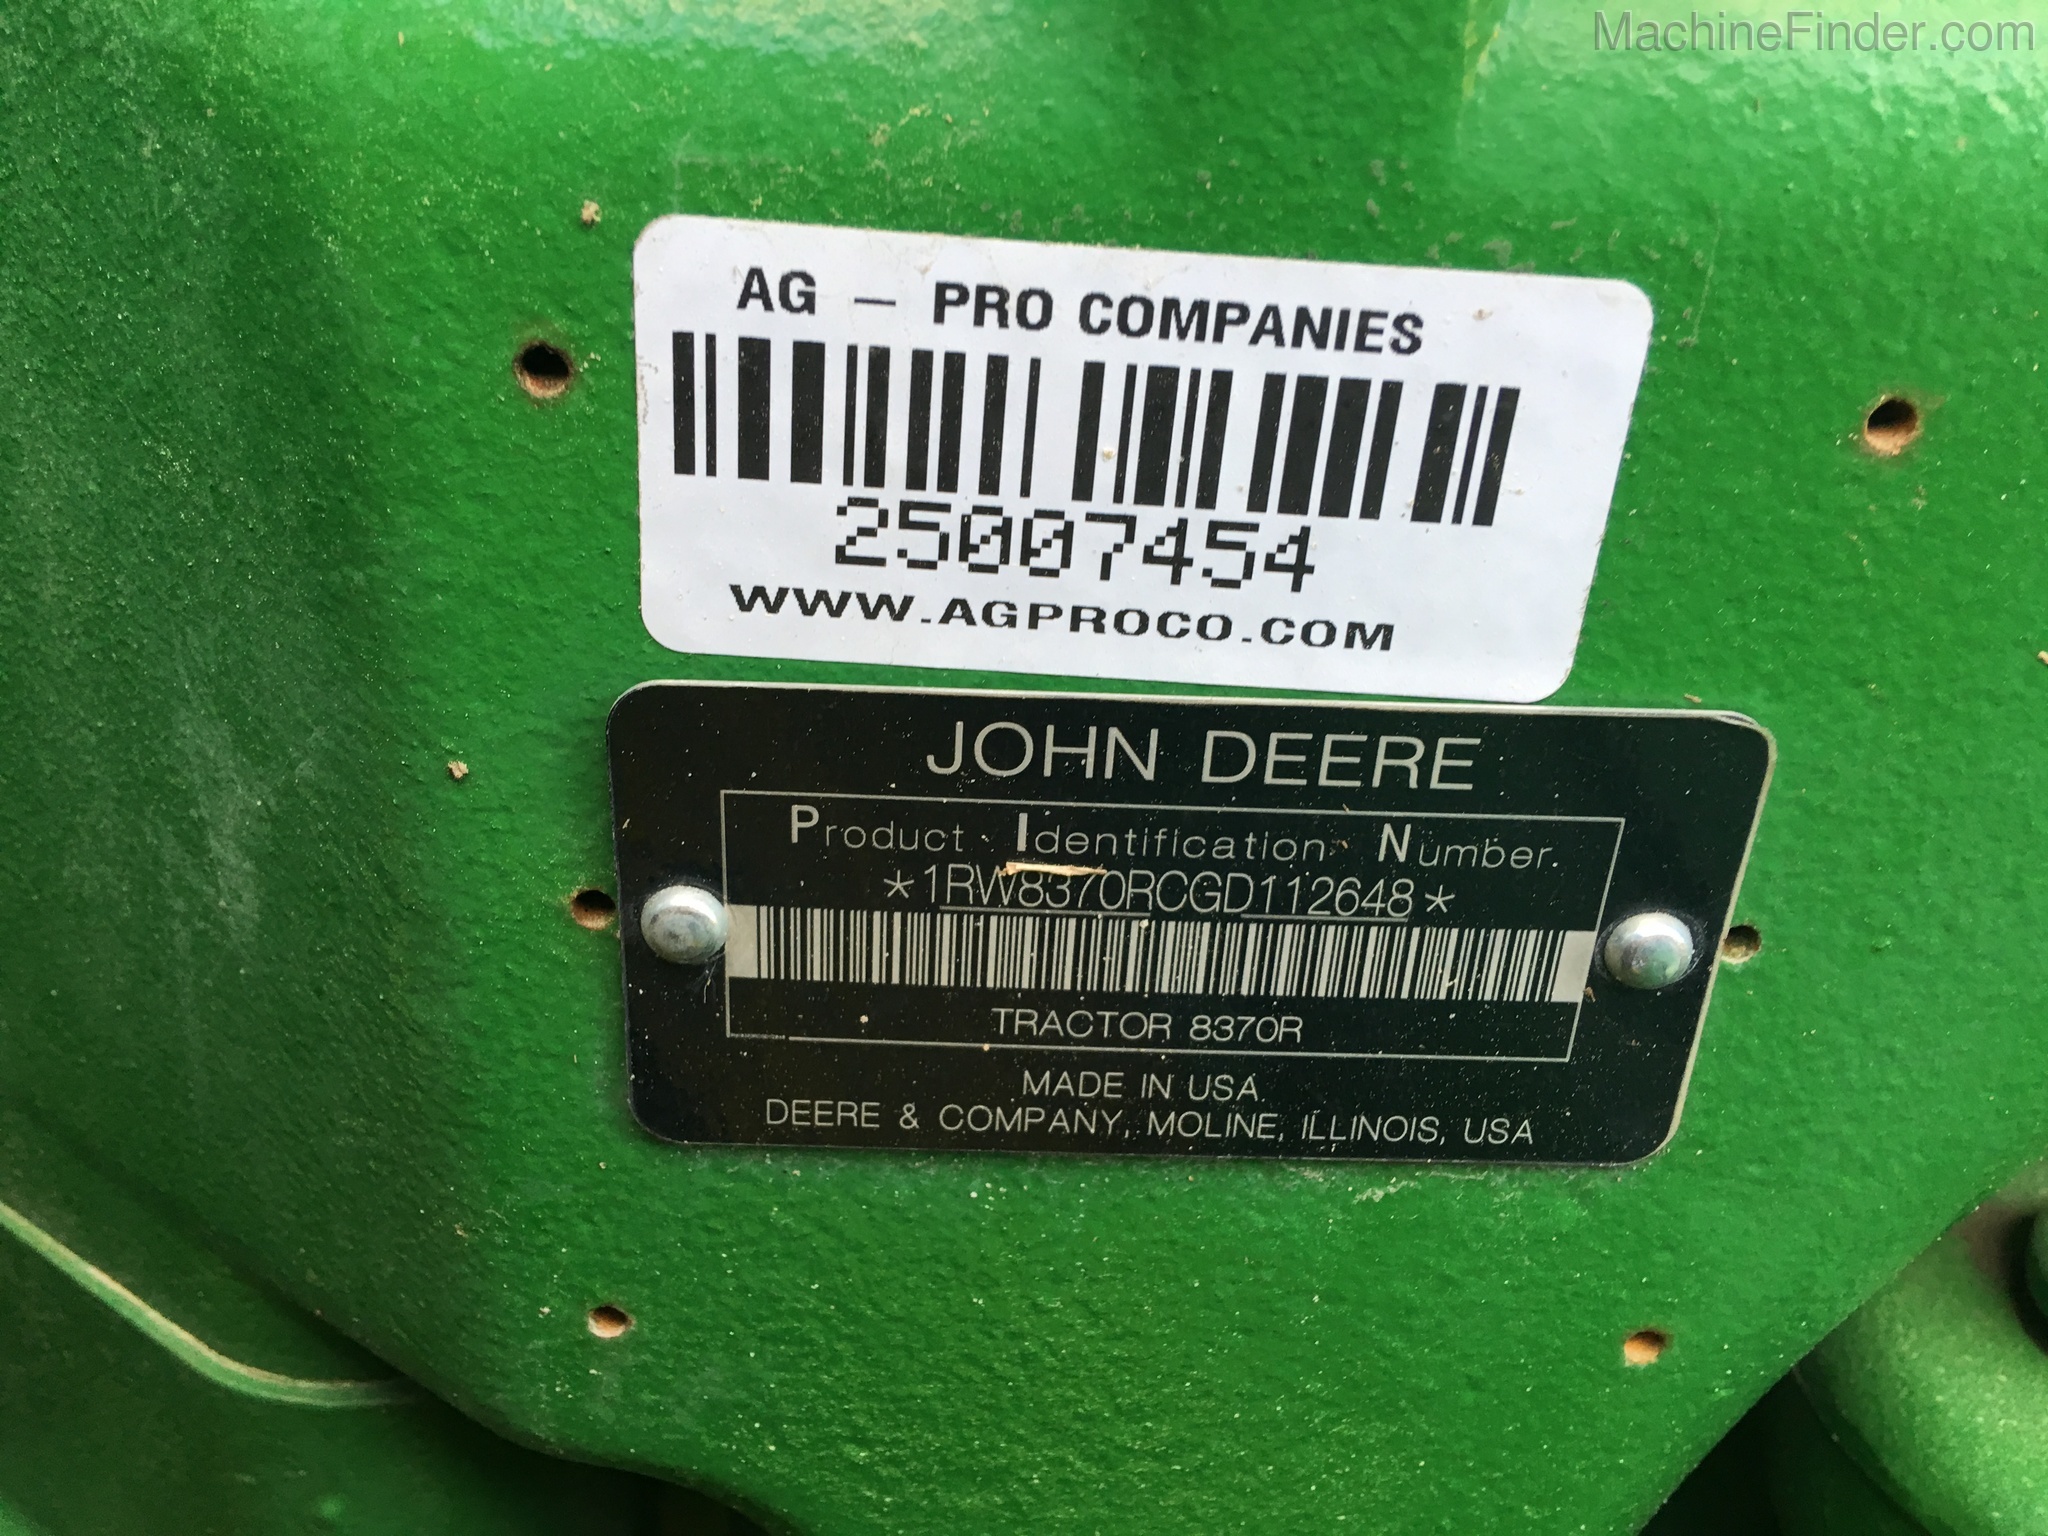 MachineFinder.com
AG - PRO COMPANIES
25007454
WWW.AGPROCO.COM
JOHN DEERE
Product Identification Number
*1RW8370RCGD112648*
TRACTOR 8370R
MADE IN USA
DEERE & COMPANY, MOLINE, ILLINOIS, USA